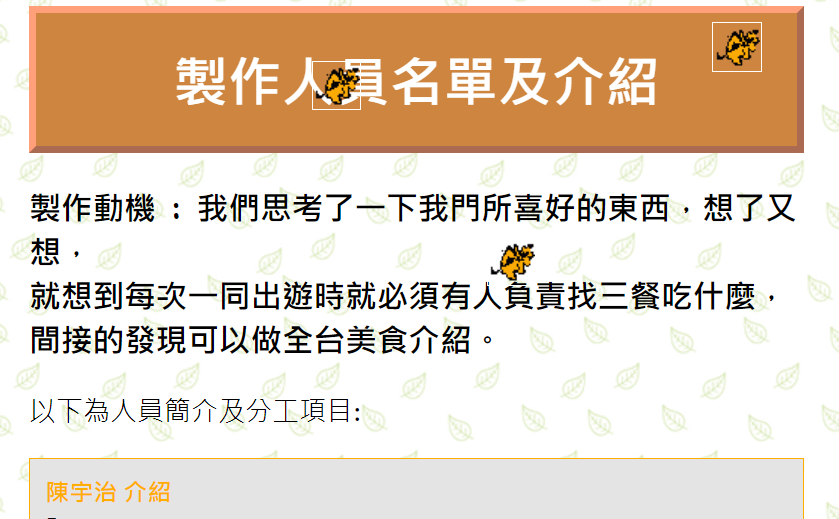 製作人員名單及介紹
製作動機 : 我們思考了一下我門所喜好的東西，想了又
想，
就想到每次一同出遊時就必須有人負責找三餐吃什麼，
間接的發現可以做全台美食介紹。
以下為人員簡介及分工項目:
陳宇治 介紹